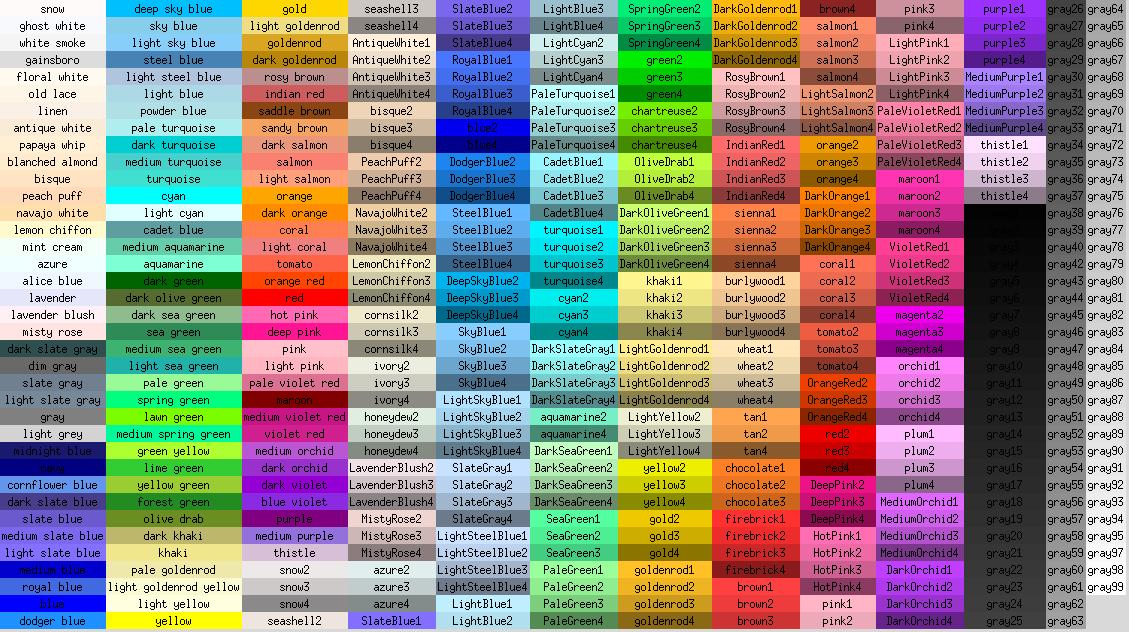 snow
ghost white
white smoke
gainsboro
floral white
old lace
linen
antique white
papaya whip
blanched almond
bisque
peach puff
navajo white
lemon chiffon
mint cream
azure
alice blue
lavender
lavender blush
misty rose
dark slate gray
dim gray
slate gray
light slate gray
gray
light grey
midnight blue
navy
cornflower blue
dark slate blue
slate blue
medium slate blue
light slate blue
medium blue
royal blue
blue
dodger blue
deep sky blue
sky blue
light sky blue
steel blue
light steel blue
light blue
powder blue
pale turquoise
dark turquoise
medium turquoise
turquoise
cyan
light cyan
cadet blue
medium aquamarine
aquamarine
dark green
dark olive green
dark sea green
sea green
medium sea green
light sea green
pale green
spring green
lawn green
medium spring green
green yellow
lime green
yellow green
forest green
olive drab
dark khaki
khaki
pale goldenrod
light goldenrod yellow
light yellow
yellow
gold
light goldenrod
goldenrod
dark goldenrod
rosy brown
indian red
saddle brown
sandy brown
dark salmon
salmon
light salmon
orange
dark orange
coral
light coral
tomato
orange red
red
hot pink
deep pink
pink
light pink
pale violet red
maroon
medium violet red
violet red
medium orchid
dark orchid
dark violet
blue violet
purple
medium purple
thistle
snow2
snow3
snow4
seashell2
seashell3
seashell4
AntiqueWhite1
AntiqueWhite2
AntiqueWhite3
AntiqueWhite4
bisque2
bisque3
bisque4
PeachPuff2
PeachPuff3
PeachPuff4
NavajoWhite2
NavajoWhite3
NavajoWhite4
LemonChiffon2
LemonChiffon3
LemonChiffon4
cornsilk2
cornsilk3
cornsilk4
ivory2
ivory3
ivory4
honeydew2
honeydew3
honeydew4
LavenderBlush2
LavenderBlush3
LavenderBlush4
MistyRose2
MistyRose3
MistyRose4
azure2
azure3
azure4
SlateBlue1
SlateBlue2
SlateBlue3
SlateBlue4
RoyalBlue1
RoyalBlue2
RoyalBlue3
RoyalBlue4
blue2
blue4
DodgerBlue2
DodgerBlue3
DodgerBlue4
SteelBlue1
SteelBlue2
SteelBlue3
SteelBlue4
DeepSkyBlue2
DeepSkyBlue3
DeepSkyBlue4
SkyBlue1
SkyBlue2
SkyBlue3
SkyBlue4
LightSkyBlue1
LightSkyBlue2
LightSkyBlue3
LightSkyBlue4
SlateGray1
SlateGray2
SlateGray3
SlateGray4
LightSteelBlue1
LightSteelBlue2
LightSteelBlue3
LightSteelBlue4
LightBlue1
LightBlue2
LightBlue3
LightBlue4
LightCyan2
LightCyan3
LightCyan4
PaleTurquoise1
PaleTurquoise2
PaleTurquoise3
PaleTurquoise4
CadetBlue1
CadetBlue2
CadetBlue3
CadetBlue4
turquoise1
turquoise2
turquoise3
turquoise4
cyan2
cyan3
cyan4
DarkSlateGray1
DarkSlateGray2
DarkSlateGray3
DarkSlateGray4
aquamarine2
aquamarine4
DarkSeaGreen1
DarkSeaGreen2
DarkSeaGreen3
DarkSeaGreen4
SeaGreen1
SeaGreen2
SeaGreen3
PaleGreen1
PaleGreen2
PaleGreen3
PaleGreen4
SpringGreen2
SpringGreen3
SpringGreen4
green2
green3
green4
chartreuse2
chartreuse3
chartreuse4
OliveDrab1
OliveDrab2
OliveDrab4
DarkOliveGreen1
DarkOliveGreen2
DarkOliveGreen3
DarkOliveGreen4
khaki1
khaki2
khaki3
khaki4
LightGoldenrod1
LightGoldenrod2
LightGoldenrod3
LightGoldenrod4
LightYellow2
LightYellow3
LightYellow4
yellow2
yellow3
yellow4
gold2
gold3
gold4
goldenrod1
goldenrod2
goldenrod3
goldenrod4
DarkGoldenrod1
DarkGoldenrod2
DarkGoldenrod3
DarkGoldenrod4
RosyBrown1
RosyBrown2
RosyBrown3
RosyBrown4
IndianRed1
IndianRed2
IndianRed3
IndianRed4
sienna1
sienna2
sienna3
sienna4
burlywood1
burlywood2
burlywood3
burlywood4
wheat1
wheat2
wheat3
wheat4
tan1
tan2
tan4
chocolate1
chocolate2
chocolate3
firebrick1
firebrick2
firebrick3
firebrick4
brown1
brown2
brown3
brown4
salmon1
salmon2
salmon3
salmon4
LightSalmon2
LightSalmon3
LightSalmon4
orange2
orange3
orange4
DarkOrange1
DarkOrange2
DarkOrange3
DarkOrange4
coral1
coral2
coral3
coral4
tomato2
tomato3
tomato4
OrangeRed2
OrangeRed3
OrangeRed4
red2
red3
red4
DeepPink2
DeepPink3
DeepPink4
HotPink1
HotPink2
HotPink3
HotPink4
pink1
pink2
pink3
pink4
LightPink1
LightPink2
LightPink3
LightPink4
PaleVioletRed1
PaleVioletRed2
PaleVioletRed3
PaleVioletRed4
maroon1
maroon2
maroon3
maroon4
VioletRed1
VioletRed2
VioletRed3
VioletRed4
magenta2
magenta3
magenta4
orchid1
orchid2
orchid3
orchid4
plum1
plum2
plum3
plum4
MediumOrchid1
MediumOrchid2
MediumOrchid3
MediumOrchid4
DarkOrchid1
DarkOrchid2
DarkOrchid3
DarkOrchid4
purple1
purple2
purple3
purple4
MediumPurple1
MediumPurple2
MediumPurple3
MediumPurple4
thistle1
thistle2
thistle3
thistle4
gray3
gray4
gray5
gray6
gray7
gray8
gray9
gray10
gray11
gray12
gray13
gray14
gray15
gray16
gray17
gray18
gray19
gray20
gray21
gray22
gray23
gray24
gray25
gray26
gray27
gray28
gray29
gray30
gray31
gray32
gray33
gray34
gray35
gray36
gray37
gray38
gray39
gray40
gray42
gray43
gray44
gray45
gray46
gray47
gray48
gray49
gray50
gray51
gray52
gray53
gray54
gray55
gray56
gray57
gray58
gray59
gray60
gray61
gray62
gray63
gray64
gray65
gray66
gray67
gray68
gray69
gray70
gray71
gray72
gray73
gray74
gray75
gray76
gray77
gray78
gray79
gray80
gray81
gray82
gray83
gray84
gray85
gray86
gray87
gray88
gray89
gray90
gray91
gray92
gray93
gray94
gray95
gray97
gray98
gray99